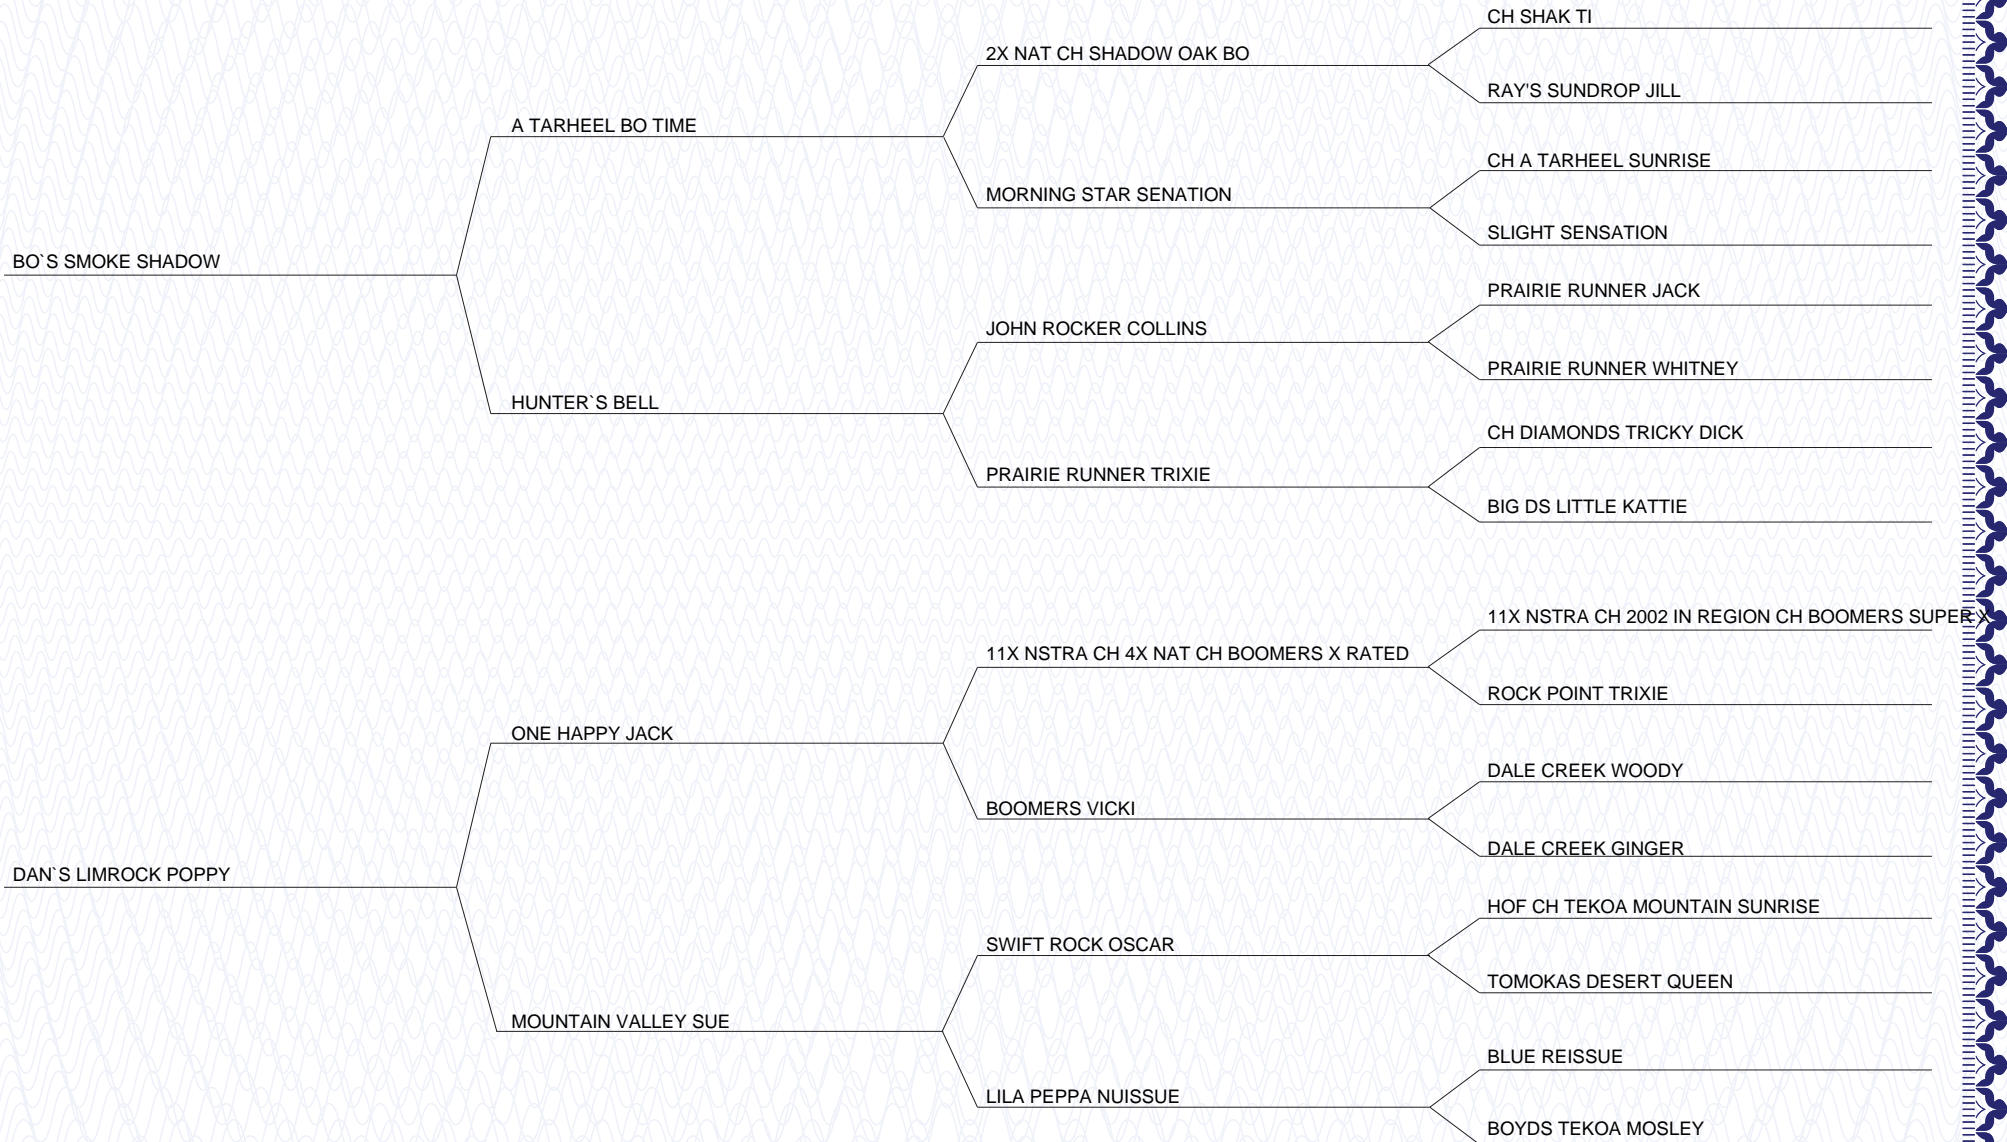 CH SHAK TI
2X NAT CH SHADOW OAK BO
RAY'S SUNDROP JILL
A TARHEEL BO TIME
CH A TARHEEL SUNRISE
MORNING STAR SENATION
SLIGHT SENSATION
BO`S SMOKE SHADOW
PRAIRIE RUNNER JACK
JOHN ROCKER COLLINS
PRAIRIE RUNNER WHITNEY
HUNTER`S BELL
CH DIAMONDS TRICKY DICK
PRAIRIE RUNNER TRIXIE
BIG DS LITTLE KATTIE
11X NSTRA CH 2002 IN REGION CH BOOMERS SUPER X
11X NSTRA CH 4X NAT CH BOOMERS X RATED
ROCK POINT TRIXIE
ONE HAPPY JACK
DALE CREEK WOODY
BOOMERS VICKI
DALE CREEK GINGER
DAN`S LIMROCK POPPY
HOF CH TEKOA MOUNTAIN SUNRISE
SWIFT ROCK OSCAR
TOMOKAS DESERT QUEEN
MOUNTAIN VALLEY SUE
BLUE REISSUE
LILA PEPPA NUISSUE
BOYDS TEKOA MOSLEY